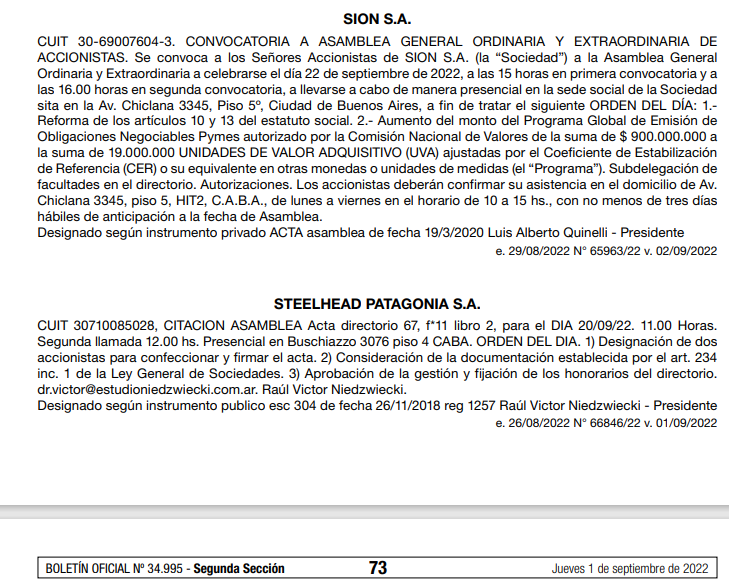 SION S.A.
CUIT 30-69007604-3. CONVOCATORIA A ASAMBLEA GENERAL ORDINARIA Y EXTRAORDINARIA DE
ACCIONISTAS. Se convoca a los Señores Accionistas de SION S.A. (la “Sociedad”) a la Asamblea General
Ordinaria y Extraordinaria a celebrarse el día 22 de septiembre de 2022, a las 15 horas en primera convocatoria y a
las 16.00 horas en segunda convocatoria, a llevarse a cabo de manera presencial en la sede social de la Sociedad
sita en la Av. Chiclana 3345, Piso 5º, Ciudad de Buenos Aires, a fin de tratar el siguiente ORDEN DEL DÍA: 1.-
Reforma de los artículos 10 y 13 del estatuto social. 2.- Aumento del monto del Programa Global de Emisión de
Obligaciones Negociables Pymes autorizado por la Comisión Nacional de Valores de la suma de $ 900.000.000 a
la suma de 19.000.000 UNIDADES DE VALOR ADQUISITIVO (UVA) ajustadas por el Coeficiente de Estabilización
de Referencia (CER) o su equivalente en otras monedas o unidades de medidas (el “Programa”). Subdelegación de
facultades en el directorio. Autorizaciones. Los accionistas deberán confirmar su asistencia en el domicilio de Av.
Chiclana 3345, piso 5, HIT2, C.A.B.A., de lunes a viernes en el horario de 10 a 15 hs., con no menos de tres días
hábiles de anticipación a la fecha de Asamblea.
Designado según instrumento privado ACTA asamblea de fecha 19/3/2020 Luis Alberto Quinelli - Presidente
e. 29/08/2022 N° 65963/22 v. 02/09/2022
STEELHEAD PATAGONIA S.A.
CUIT 30710085028, CITACION ASAMBLEA Acta directorio 67, f*11 libro 2, para el DIA 20/09/22. 11.00 Horas.
Segunda llamada 12.00 hs. Presencial en Buschiazzo 3076 piso 4 CABA. ORDEN DEL DIA. 1) Designación de dos
accionistas para confeccionar y firmar el acta. 2) Consideración de la documentación establecida por el art. 234
inc. 1 de la Ley General de Sociedades. 3) Aprobación de la gestión y fijación de los honorarios del directorio.
dr.victor@estudioniedzwiecki.com.ar. Raúl Victor Niedzwiecki.
Designado según instrumento publico esc 304 de fecha 26/11/2018 reg 1257 Raúl Victor Niedzwiecki - Presidente
e. 26/08/2022 N° 66846/22 v. 01/09/2022
BOLETÍN OFICIAL Nº 34.995 - Segunda Sección 73 Jueves 1 de septiembre de 2022